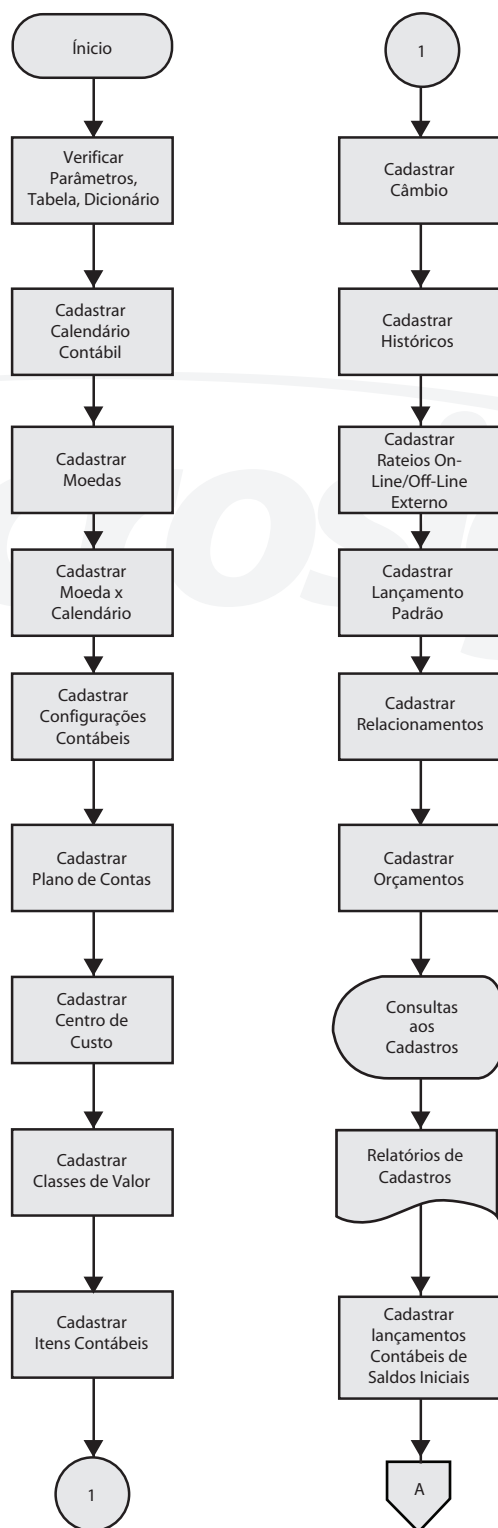 Ínicio
Verificar
Parâmetros,
Tabela, Dicionário
Cadastrar
Calendário
Contábil
Cadastrar
Moedas
Cadastrar
Moeda x
Calendário
Cadastrar
Configurações
Contábeis
Cadastrar
Plano de Contas
Cadastrar
Centro de
Custo
Cadastrar
Classes de Valor
Cadastrar
Itens Contábeis
1
1
Cadastrar
Câmbio
Cadastrar
Históricos
Cadastrar
Rateios On-
Line/Off-Line
Externo
Cadastrar
Lançamento
Padrão
Cadastrar
Relacionamentos
Cadastrar
Orçamentos
Consultas
aos
Cadastros
Relatórios de
Cadastros
Cadastrar
lançamentos
Contábeis de
Saldos Iniciais
A